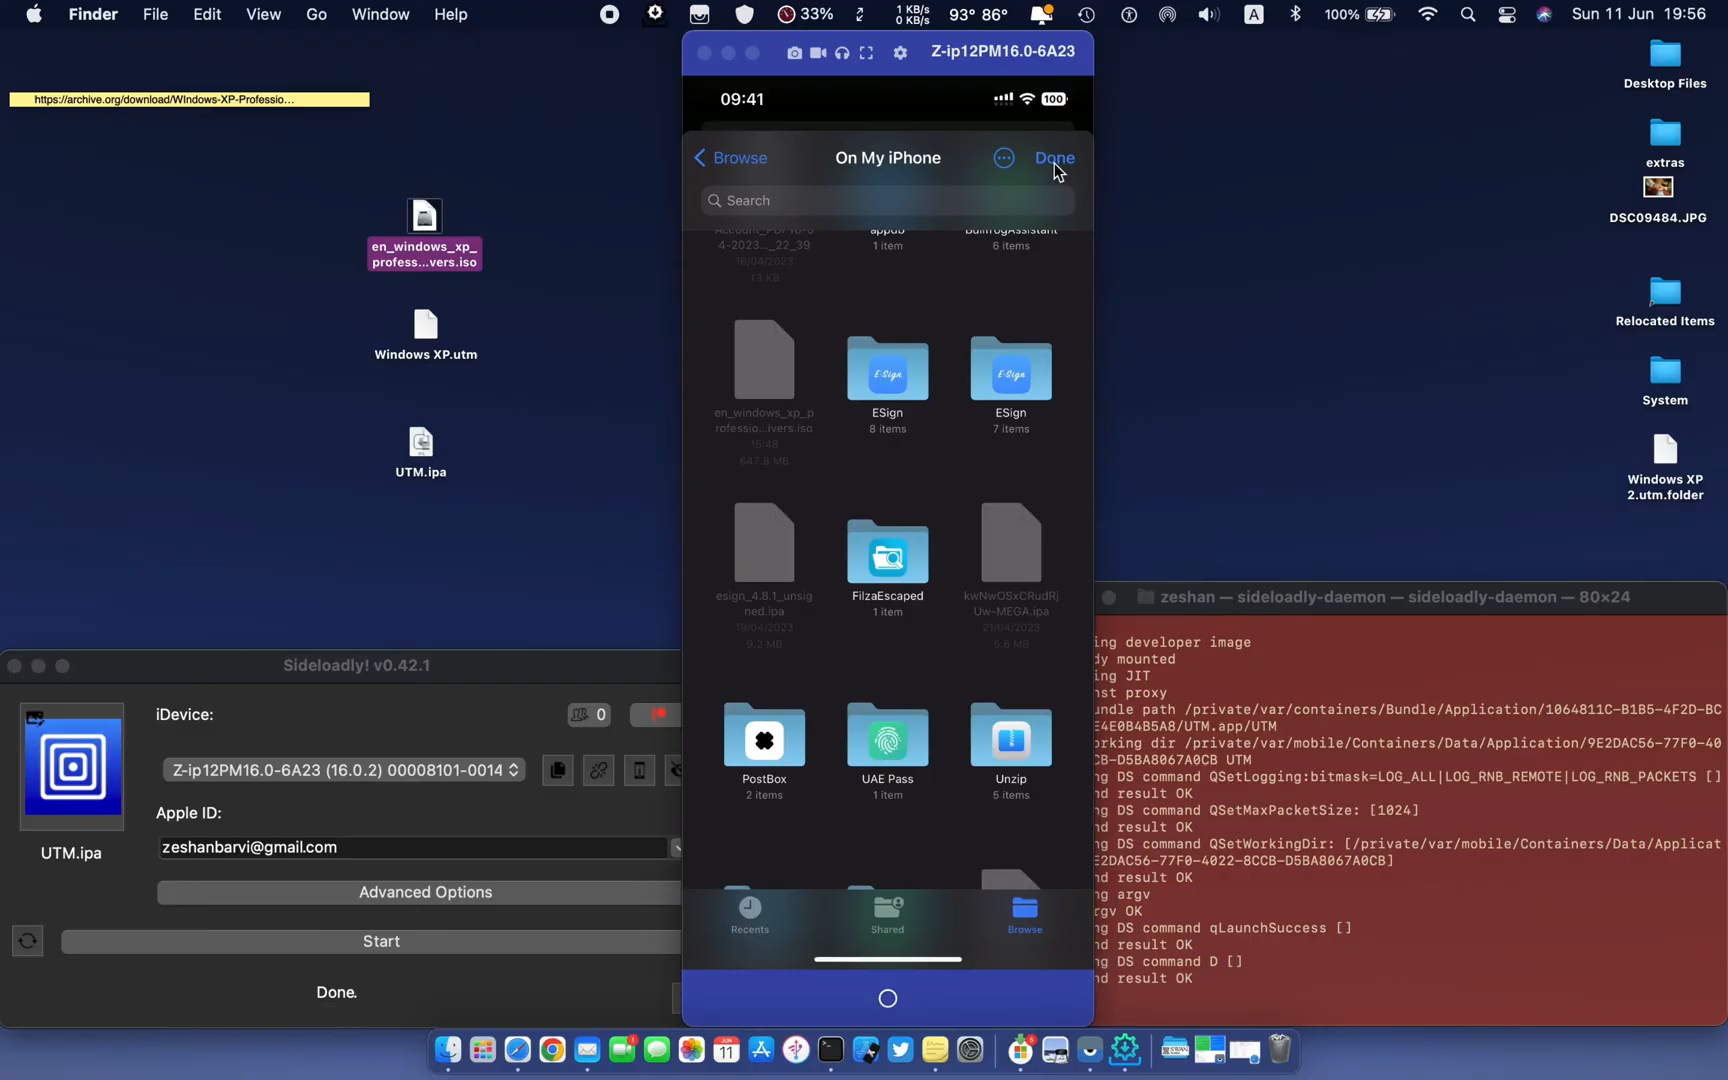 Finder File Edit View Go Window Help
33%
1 KB/s
0 KB/s
93° 86°
A
100%
Sun 11 Jun 19:56
https://archive.org/download/WIndows-XP-Professio...
en_windows_xp_
profess...vers.iso
Windows XP.utm
UTM.ipa
Desktop Files
extras
DSC09484.JPG
Relocated Items
System
Windows XP
2.utm.folder
Z-ip12PM16.0-6A23
09:41
100
Browse
On My iPhone
Done
Search
4-2023..._22_39
16/04/2023
13 KB
appdb
1 item
BullfrogAssistant
6 items
en_windows_xp_p
rofessio...ivers.iso
15:48
647.8 MB
E-Sign
ESign
8 items
E-Sign
ESign
7 items
esign_4.8.1_unsig
ned.ipa
19/04/2023
9.2 MB
FilzaEscaped
1 item
kwNwOSxCRudRj
Uw-MEGA.ipa
21/04/2023
5.6 MB
PostBox
2 items
UAE Pass
1 item
Unzip
5 items
Recents
Shared
Browse
Sideloadly! v0.42.1
iDevice:
0
Z-ip12PM16.0-6A23 (16.0.2) 00008101-0014
Apple ID:
zeshanbarvi@gmail.com
UTM.ipa
Advanced Options
Start
Done.
zeshan — sideloadly-daemon — sideloadly-daemon — 80×24
ing developer image
dy mounted
ing JIT
nst proxy
undle path /private/var/containers/Bundle/Application/1064811C-B1B5-4F2D-BC
E4E0B4B5A8/UTM.app/UTM
orking dir /private/var/mobile/Containers/Data/Application/9E2DAC56-77F0-40
CB-D5BA8067A0CB UTM
ng DS command QSetLogging:bitmask=LOG_ALL|LOG_RNB_REMOTE|LOG_RNB_PACKETS []
nd result OK
ng DS command QSetMaxPacketSize: [1024]
nd result OK
ng DS command QSetWorkingDir: [/private/var/mobile/Containers/Data/Applicat
E2DAC56-77F0-4022-8CCB-D5BA8067A0CB]
nd result OK
ng argv
rgv OK
ng DS command qLaunchSuccess []
nd result OK
ng DS command D []
nd result OK
1
JUN
11
5